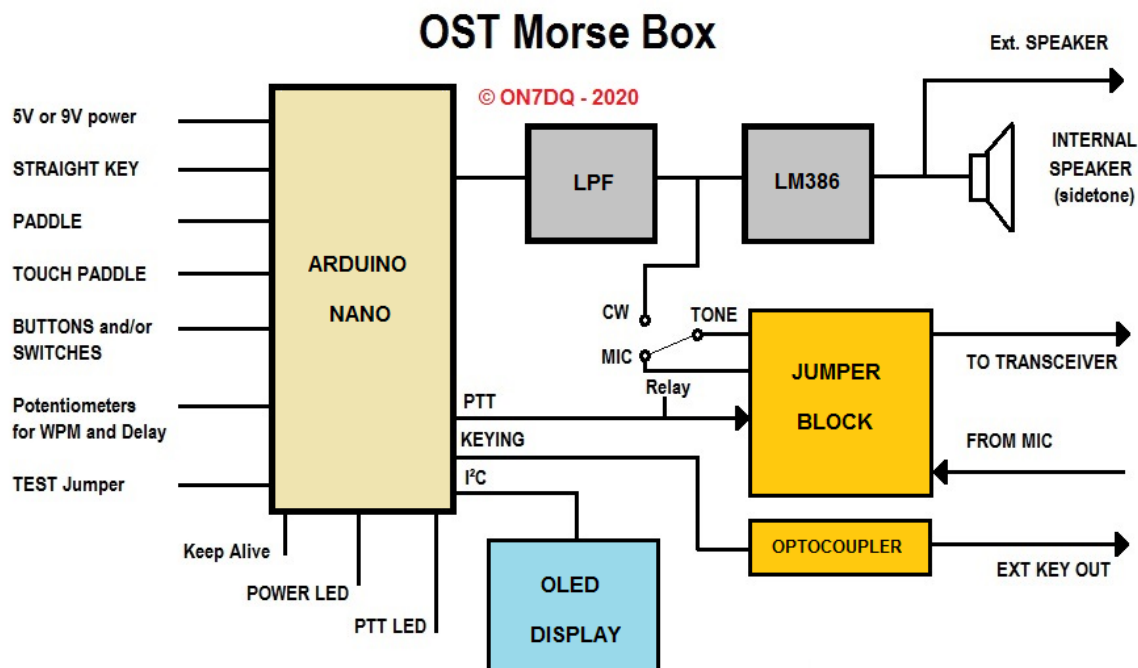 OST Morse Box
© ON7DQ - 2020
Ext. SPEAKER
5V or 9V power
STRAIGHT KEY
PADDLE
TOUCH PADDLE
BUTTONS and/or
SWITCHES
Potentiometers
for WPM and Delay
TEST Jumper
ARDUINO
NANO
LPF
LM386
INTERNAL
SPEAKER
(sidetone)
CW
TONE
MIC
Relay
JUMPER
BLOCK
TO TRANSCEIVER
FROM MIC
PTT
KEYING
I²C
OPTOCOUPLER
EXT KEY OUT
Keep Alive
POWER LED
PTT LED
OLED
DISPLAY